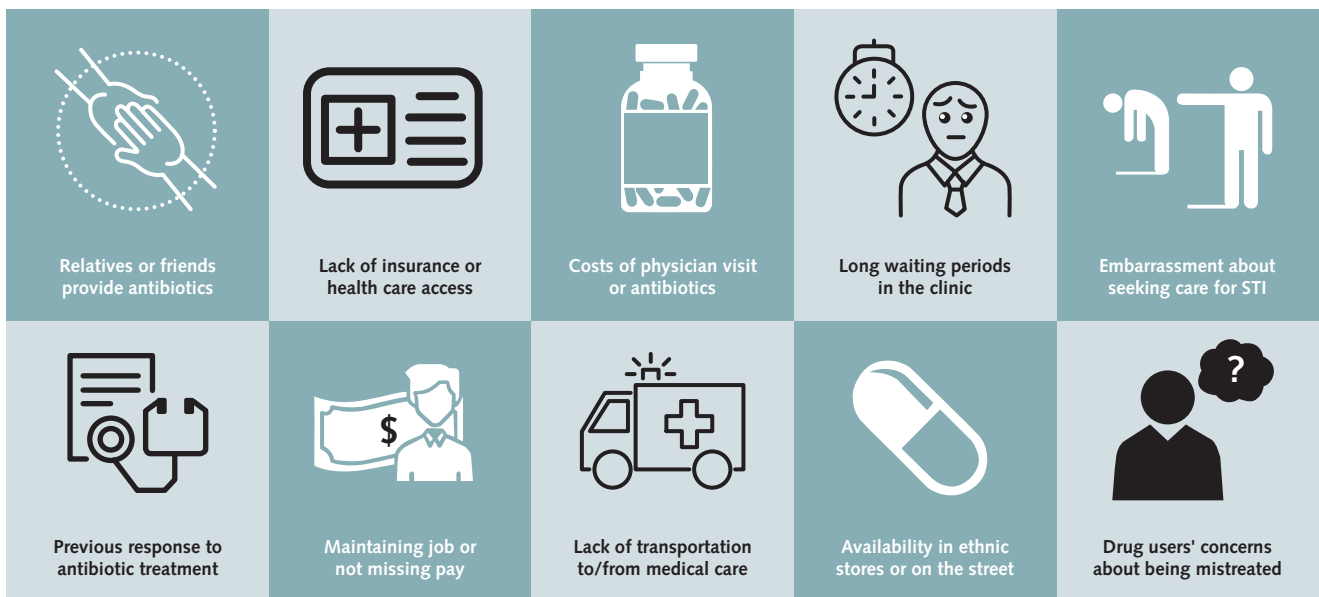 Relatives or friends
provide antibiotics
Lack of insurance or
health care access
Costs of physician visit
or antibiotics
Long waiting periods
in the clinic
Embarrassment about
seeking care for STI
$
?
Previous response to
antibiotic treatment
Maintaining job or
not missing pay
Lack of transportation
to/from medical care
Availability in ethnic
stores or on the street
Drug users' concerns
about being mistreated